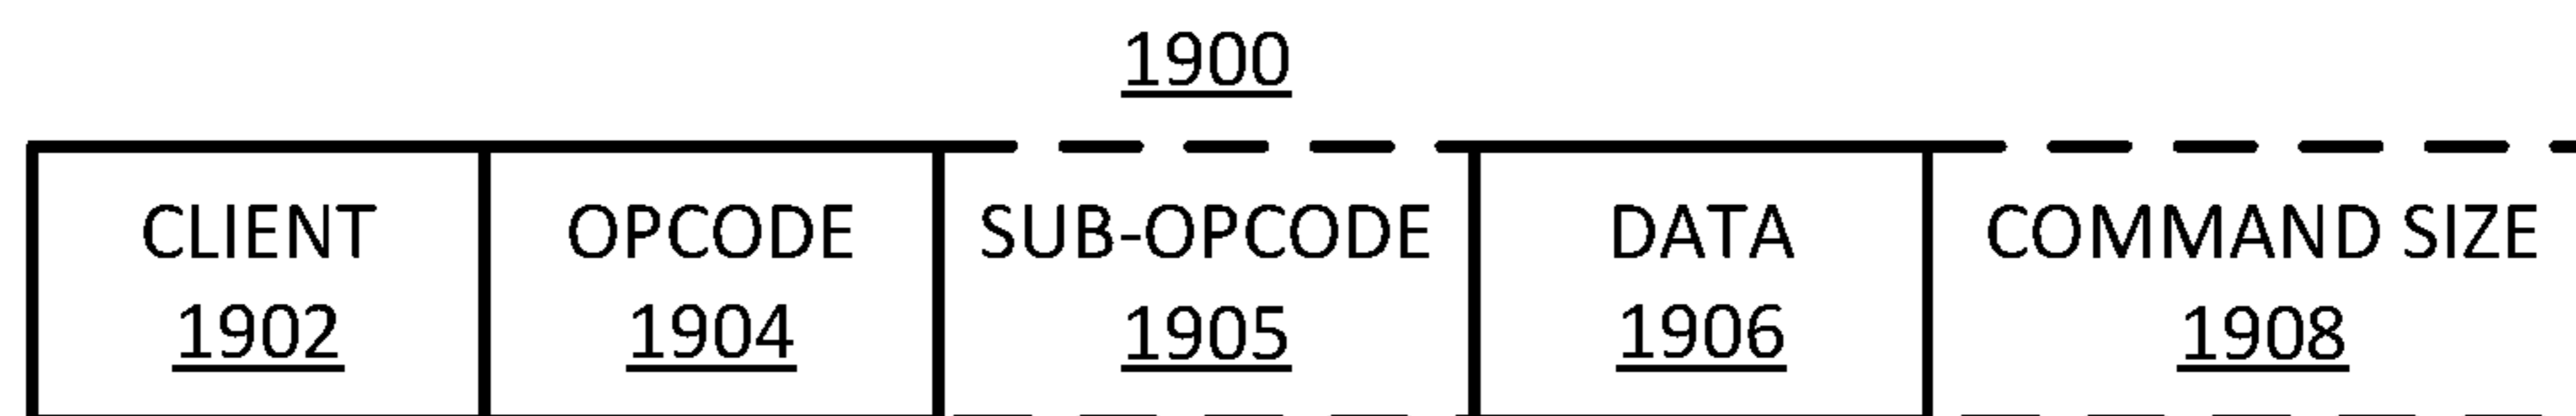 1900
CLIENT OPCODE SUB-OPCODE DATA COMMAND SIZE
1902 1904 1905 1906 1908